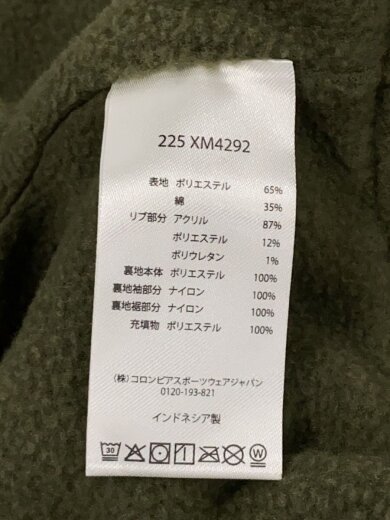 225 XM4292
表地 ポリエステル 65%
綿 35%
リブ部分 アクリル 87%
ポリエステル 12%
ポリウレタン 1%
裏地本体 ポリエステル 100%
裏地袖部分 ナイロン 100%
裏地裾部分 ナイロン 100%
充填物 ポリエステル 100%
(株)コロンビアスポーツウェアジャパン
0120-193-821
インドネシア製
30 W